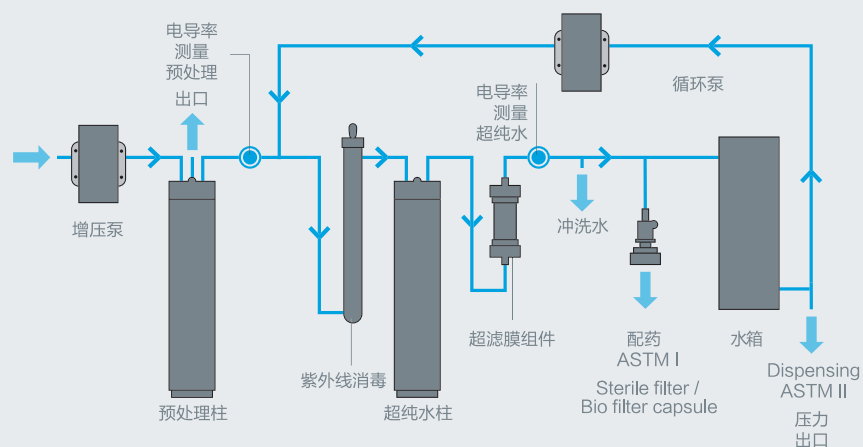 电导率
测量
预处理
出口
增压泵
预处理柱
紫外线消毒
超纯水柱
电导率
测量
超纯水
超滤膜组件
冲洗水
循环泵
配药
ASTM I
Sterile filter /
Bio filter capsule
水箱
Dispensing
ASTM II
压力
出口